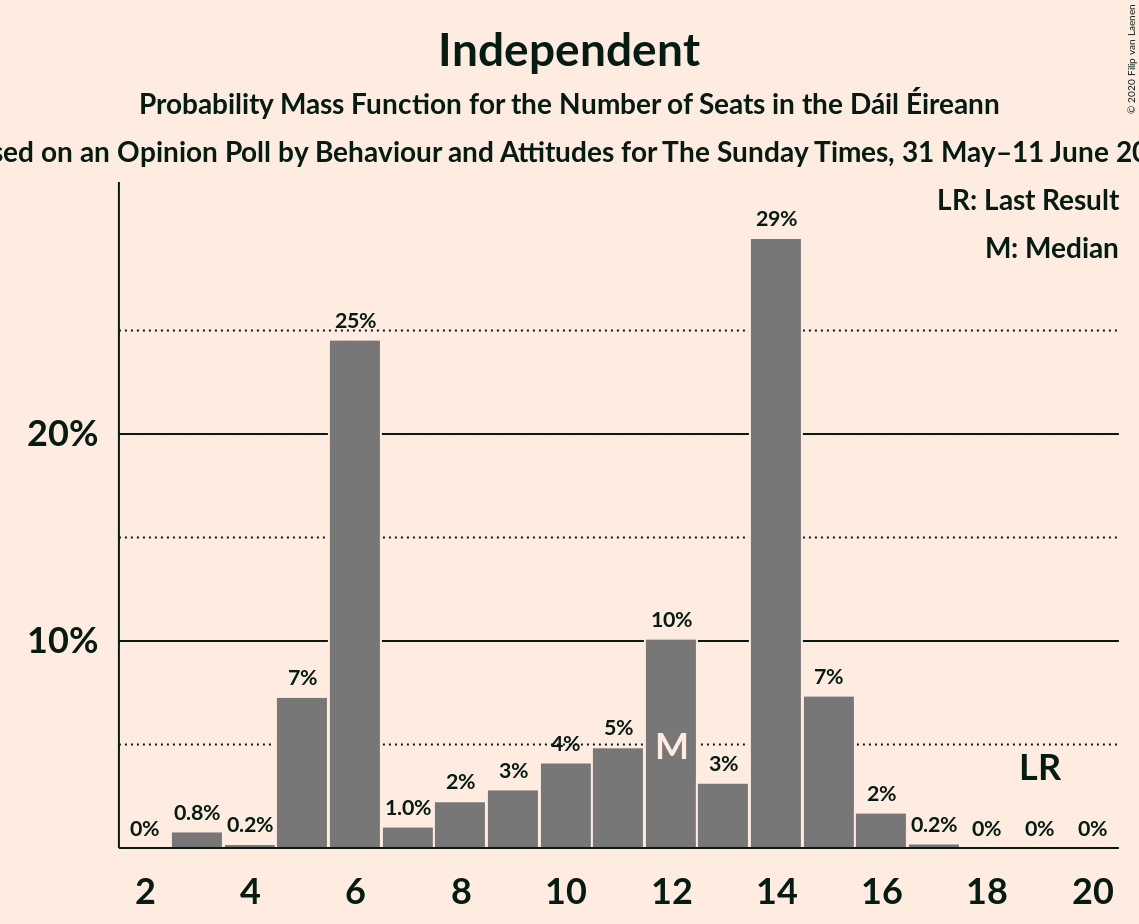 Independent
Probability Mass Function for the Number of Seats in the Dáil Éireann
on an Opinion Poll by Behaviour and Attitudes for The Sunday Times, 31 May–11 June
© 2020 Filip van Laenen
LR: Last Result
M: Median
29%
25%
20%
10%
10%
7%
7%
5%
4%
M
3%
3%
LR
2%
2%
1.0%
0.8%
0.2%
0%
0.2%
0%
0%
0%
2 4 6 8 10 12 14 16 18 20